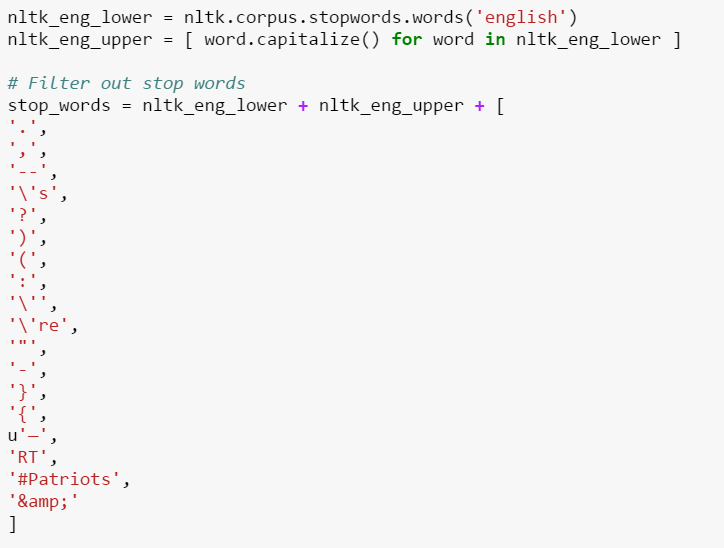 nltk_eng_lower = nltk.corpus.stopwords.words('english')
nltk_eng_upper = [ word.capitalize() for word in nltk_eng_lower ]
# Filter out stop words
stop_words = nltk_eng_lower + nltk_eng_upper + [
'.',
',',
'--',
'\'s',
'?',
')',
'(',
':',
'\'',
'\'re',
'"',
'-',
'}',
'{',
u'—',
'RT',
'#Patriots',
'&amp;'
]